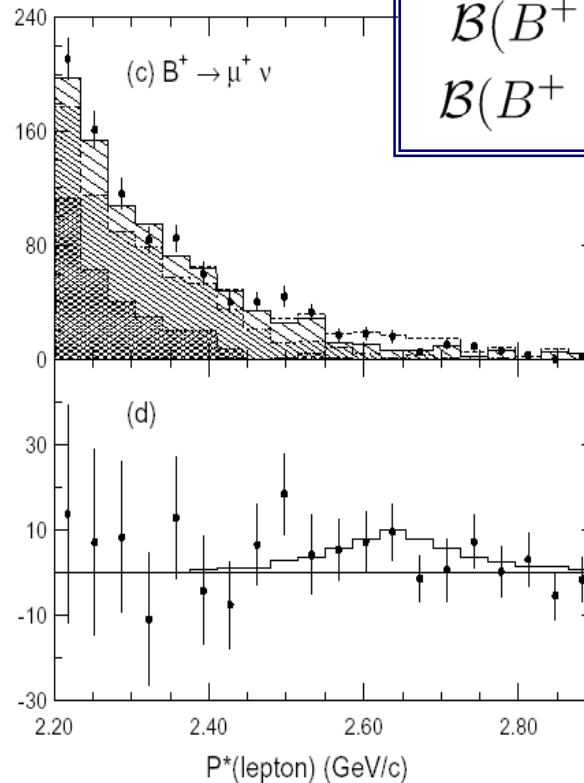 240
160
80
0
(c) B⁺ → μ⁺ ν
𝓑(B⁺
𝓑(B⁺
30
10
-10
-30
(d)
2.20 2.40 2.60 2.80
P*(lepton) (GeV/c)